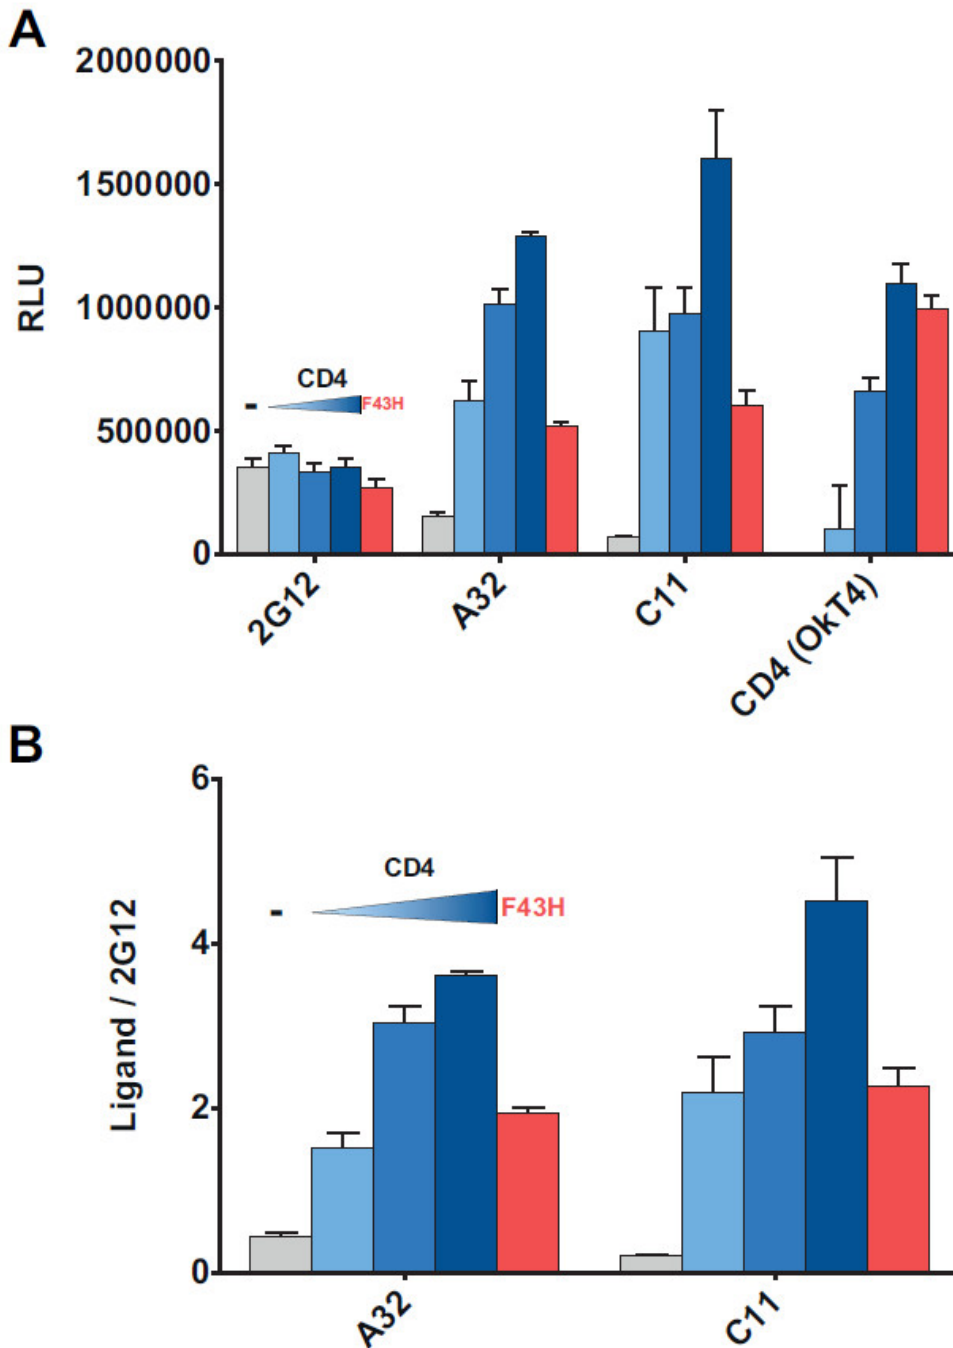 A
2000000
1500000
1000000
500000
0
RLU
CD4
-
F43H
2G12
A32
C11
CD4 (OkT4)
B
6
4
2
0
Ligand / 2G12
CD4
-
F43H
A32
C11